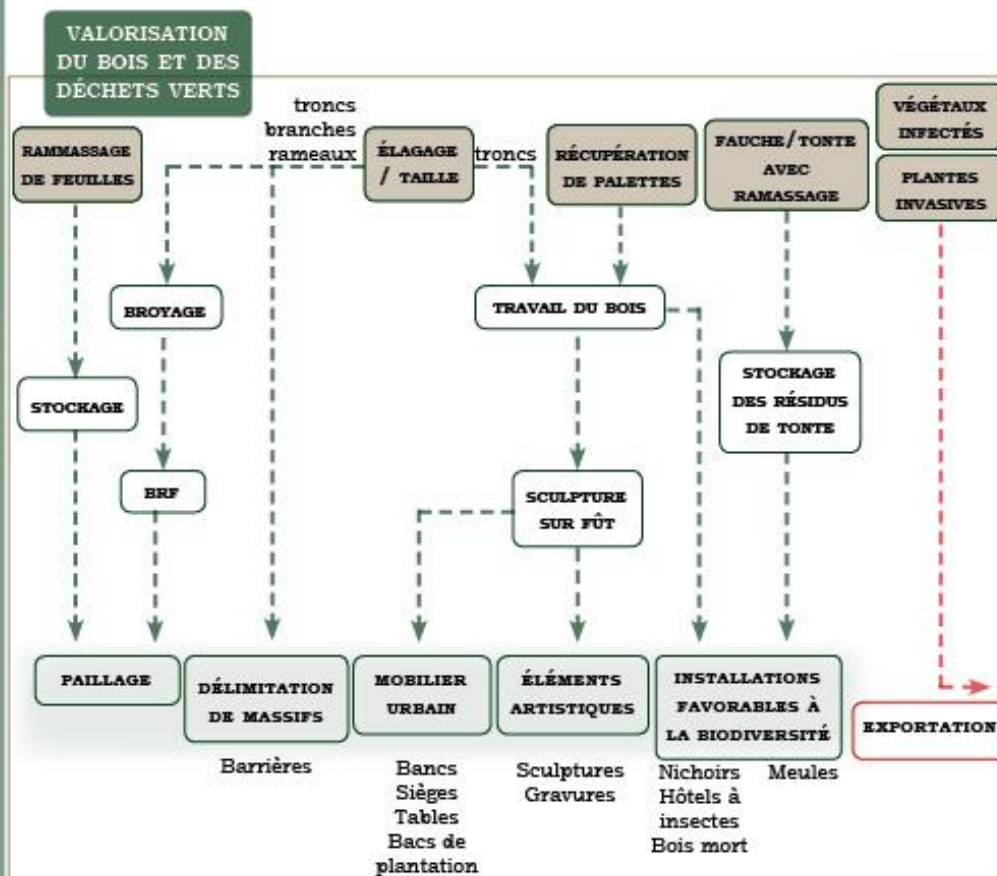 VALORISATION
DU BOIS ET DES
DÉCHETS VERTS
RAMMASSAGE
DE FEUILLES
troncs
branches
rameaux
ÉLAGAGE
/ TAILLE
troncs
RÉCUPÉRATION
DE PALETTES
FAUCHE/TONTE
AVEC
RAMASSAGE
VÉGÉTAUX
INFECTÉS
PLANTES
INVASIVES
BROYAGE
TRAVAIL DU BOIS
STOCKAGE
STOCKAGE
DES RÉSIDUS
DE TONTE
BRF
SCULPTURE
SUR FÛT
PAILLAGE
DÉLIMITATION
DE MASSIFS
MOBILIER
URBAIN
ÉLÉMENTS
ARTISTIQUES
INSTALLATIONS
FAVORABLES À
LA BIODIVERSITÉ
EXPORTATION
Barrières
Bancs
Sièges
Tables
Bacs de
plantation
Sculptures
Gravures
Nichoirs
Hôtels à
insectes
Bois mort
Meules